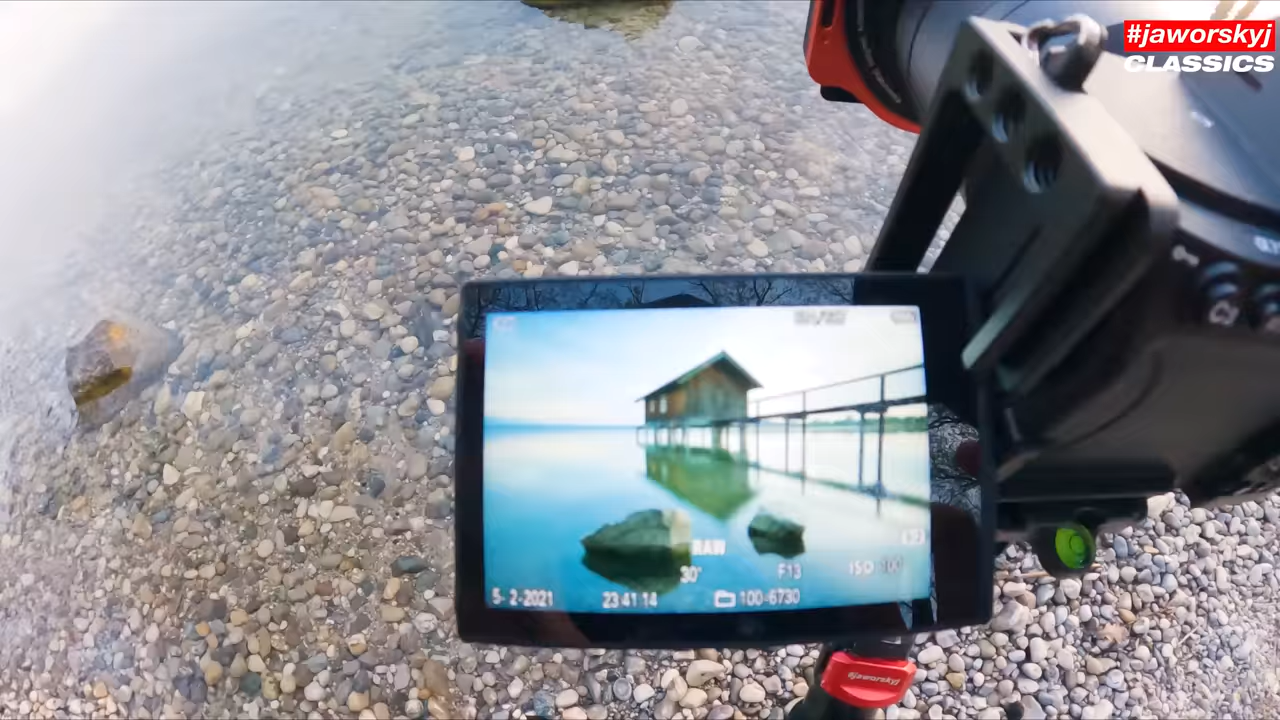 #jaworskyj
CLASSICS
RAW
30" F13 ISO 100
5- 2-2021 23:41:14 100-6730
#jaworskyj